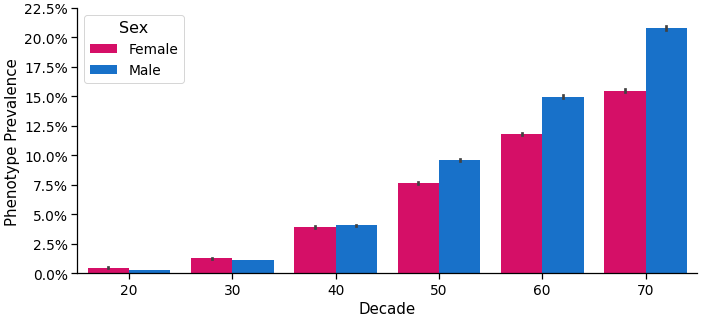 22.5%
20.0%
17.5%
15.0%
12.5%
10.0%
7.5%
5.0%
2.5%
0.0%
Phenotype Prevalence
Sex
Female
Male
20 30 40 50 60 70
Decade